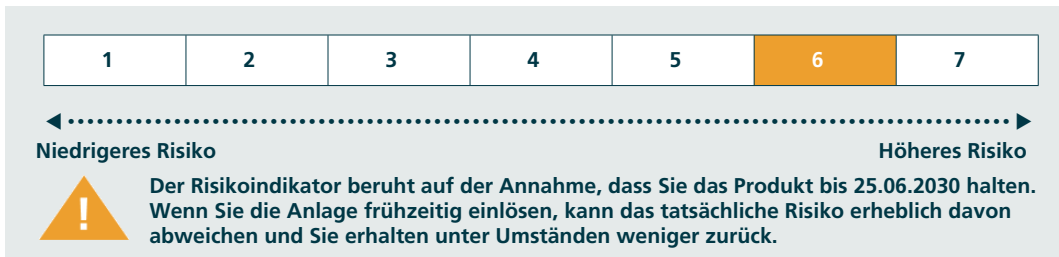 1 2 3 4 5 6 7
Niedrigeres Risiko Höheres Risiko
Der Risikoindikator beruht auf der Annahme, dass Sie das Produkt bis 25.06.2030 halten.
Wenn Sie die Anlage frühzeitig einlösen, kann das tatsächliche Risiko erheblich davon
abweichen und Sie erhalten unter Umständen weniger zurück.